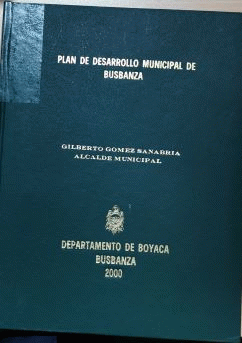 PLAN DE DESARROLLO MUNICIPAL DE
BUSBANZA
GILBERTO GOMEZ SANABRIA
ALCALDE MUNICIPAL
DEPARTAMENTO DE BOYACA
BUSBANZA
2000